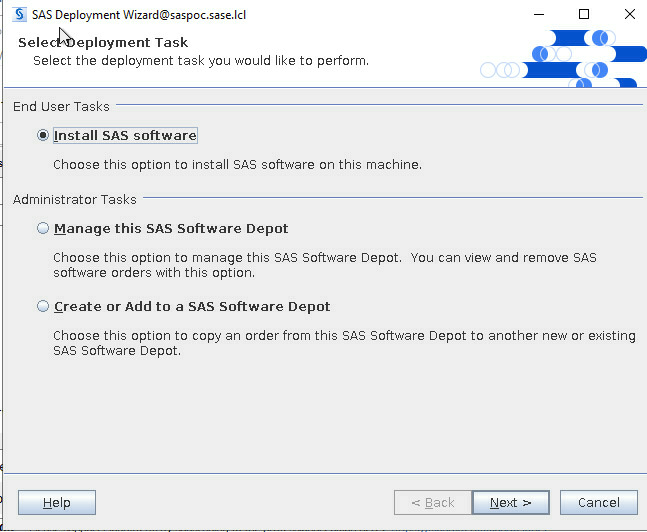 SAS Deployment Wizard@saspoc.sase.lcl
Select Deployment Task
Select the deployment task you would like to perform.
End User Tasks
Install SAS software
Choose this option to install SAS software on this machine.
Administrator Tasks
Manage this SAS Software Depot
Choose this option to manage this SAS Software Depot.  You can view and remove SAS
software orders with this option.
Create or Add to a SAS Software Depot
Choose this option to copy an order from this SAS Software Depot to another new or existing
SAS Software Depot.
Help
< Back
Next >
Cancel